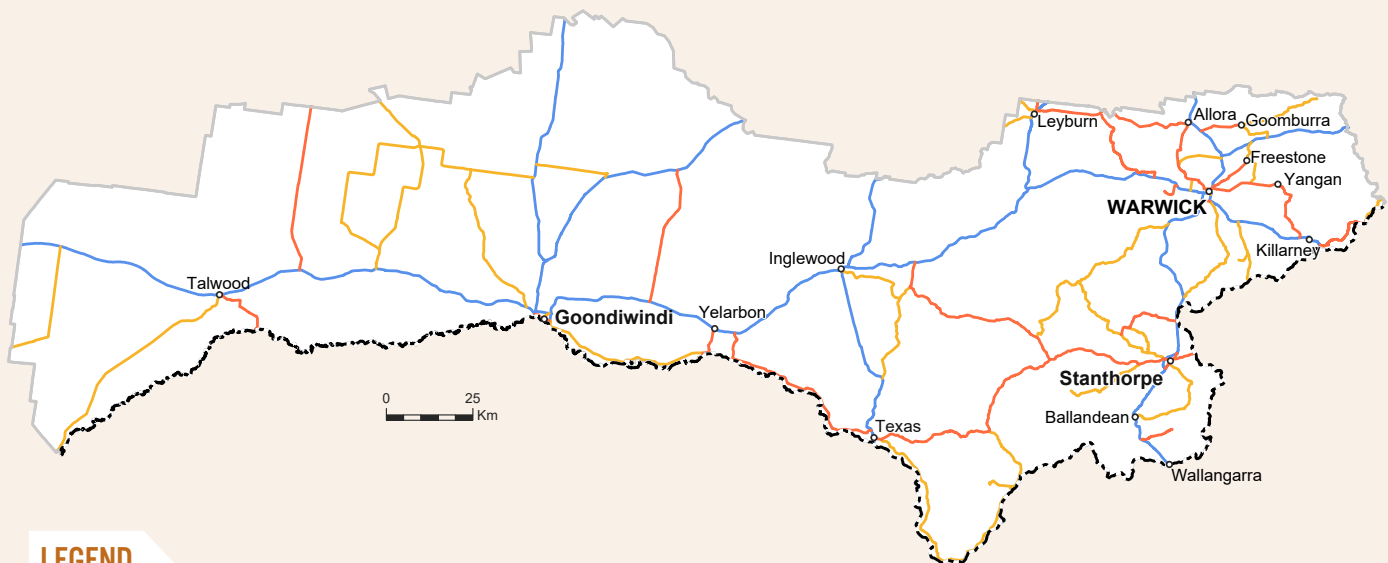 Leyburn
Allora
Goomburra
Freestone
Yangan
WARWICK
Killarney
Inglewood
Talwood
Goondiwindi
Yelarbon
Stanthorpe
0 25
Km
Ballandean
Texas
Wallangarra
LEGEND